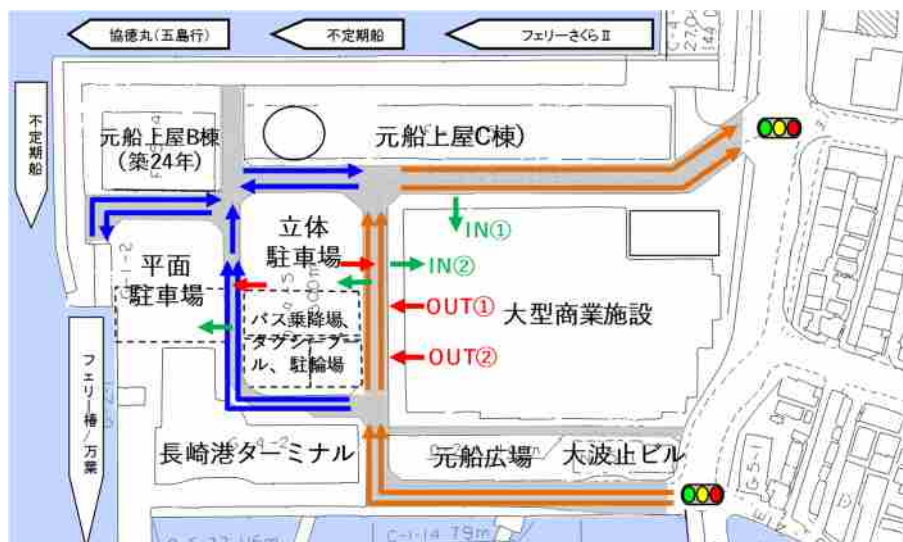 協徳丸(五島行)
不定期船
フェリーさくらⅡ
不定期船
元船上屋B棟
(築24年)
元船上屋C棟)
IN①
立体
駐車場
IN②
平面
駐車場
バス乗降場、
タクシープー
ル、駐輪場
OUT①
大型商業施設
OUT②
フェリー椿/万葉
長崎港ターミナル
元船広場
大波止ビル
G5-1
C-1-14 79m